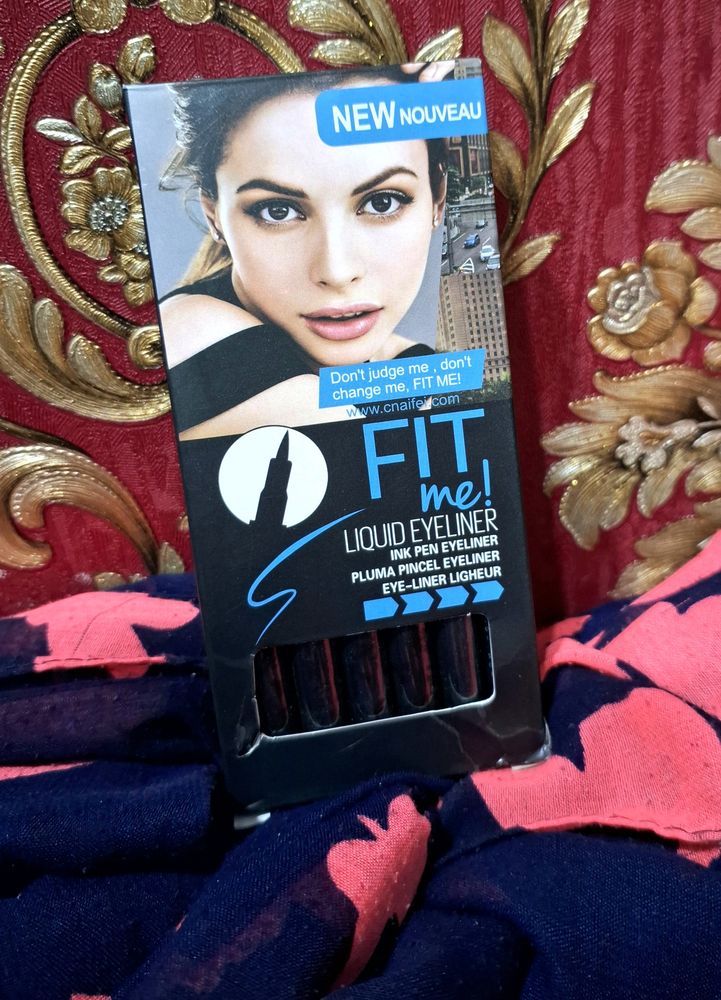 NEW NOUVEAU
Don't judge me , don't
change me, FIT ME!
www.cnaifei.com
FIT
me!
LIQUID EYELINER
INK PEN EYELINER
PLUMA PINCEL EYELINER
EYE-LINER LIGHEUR